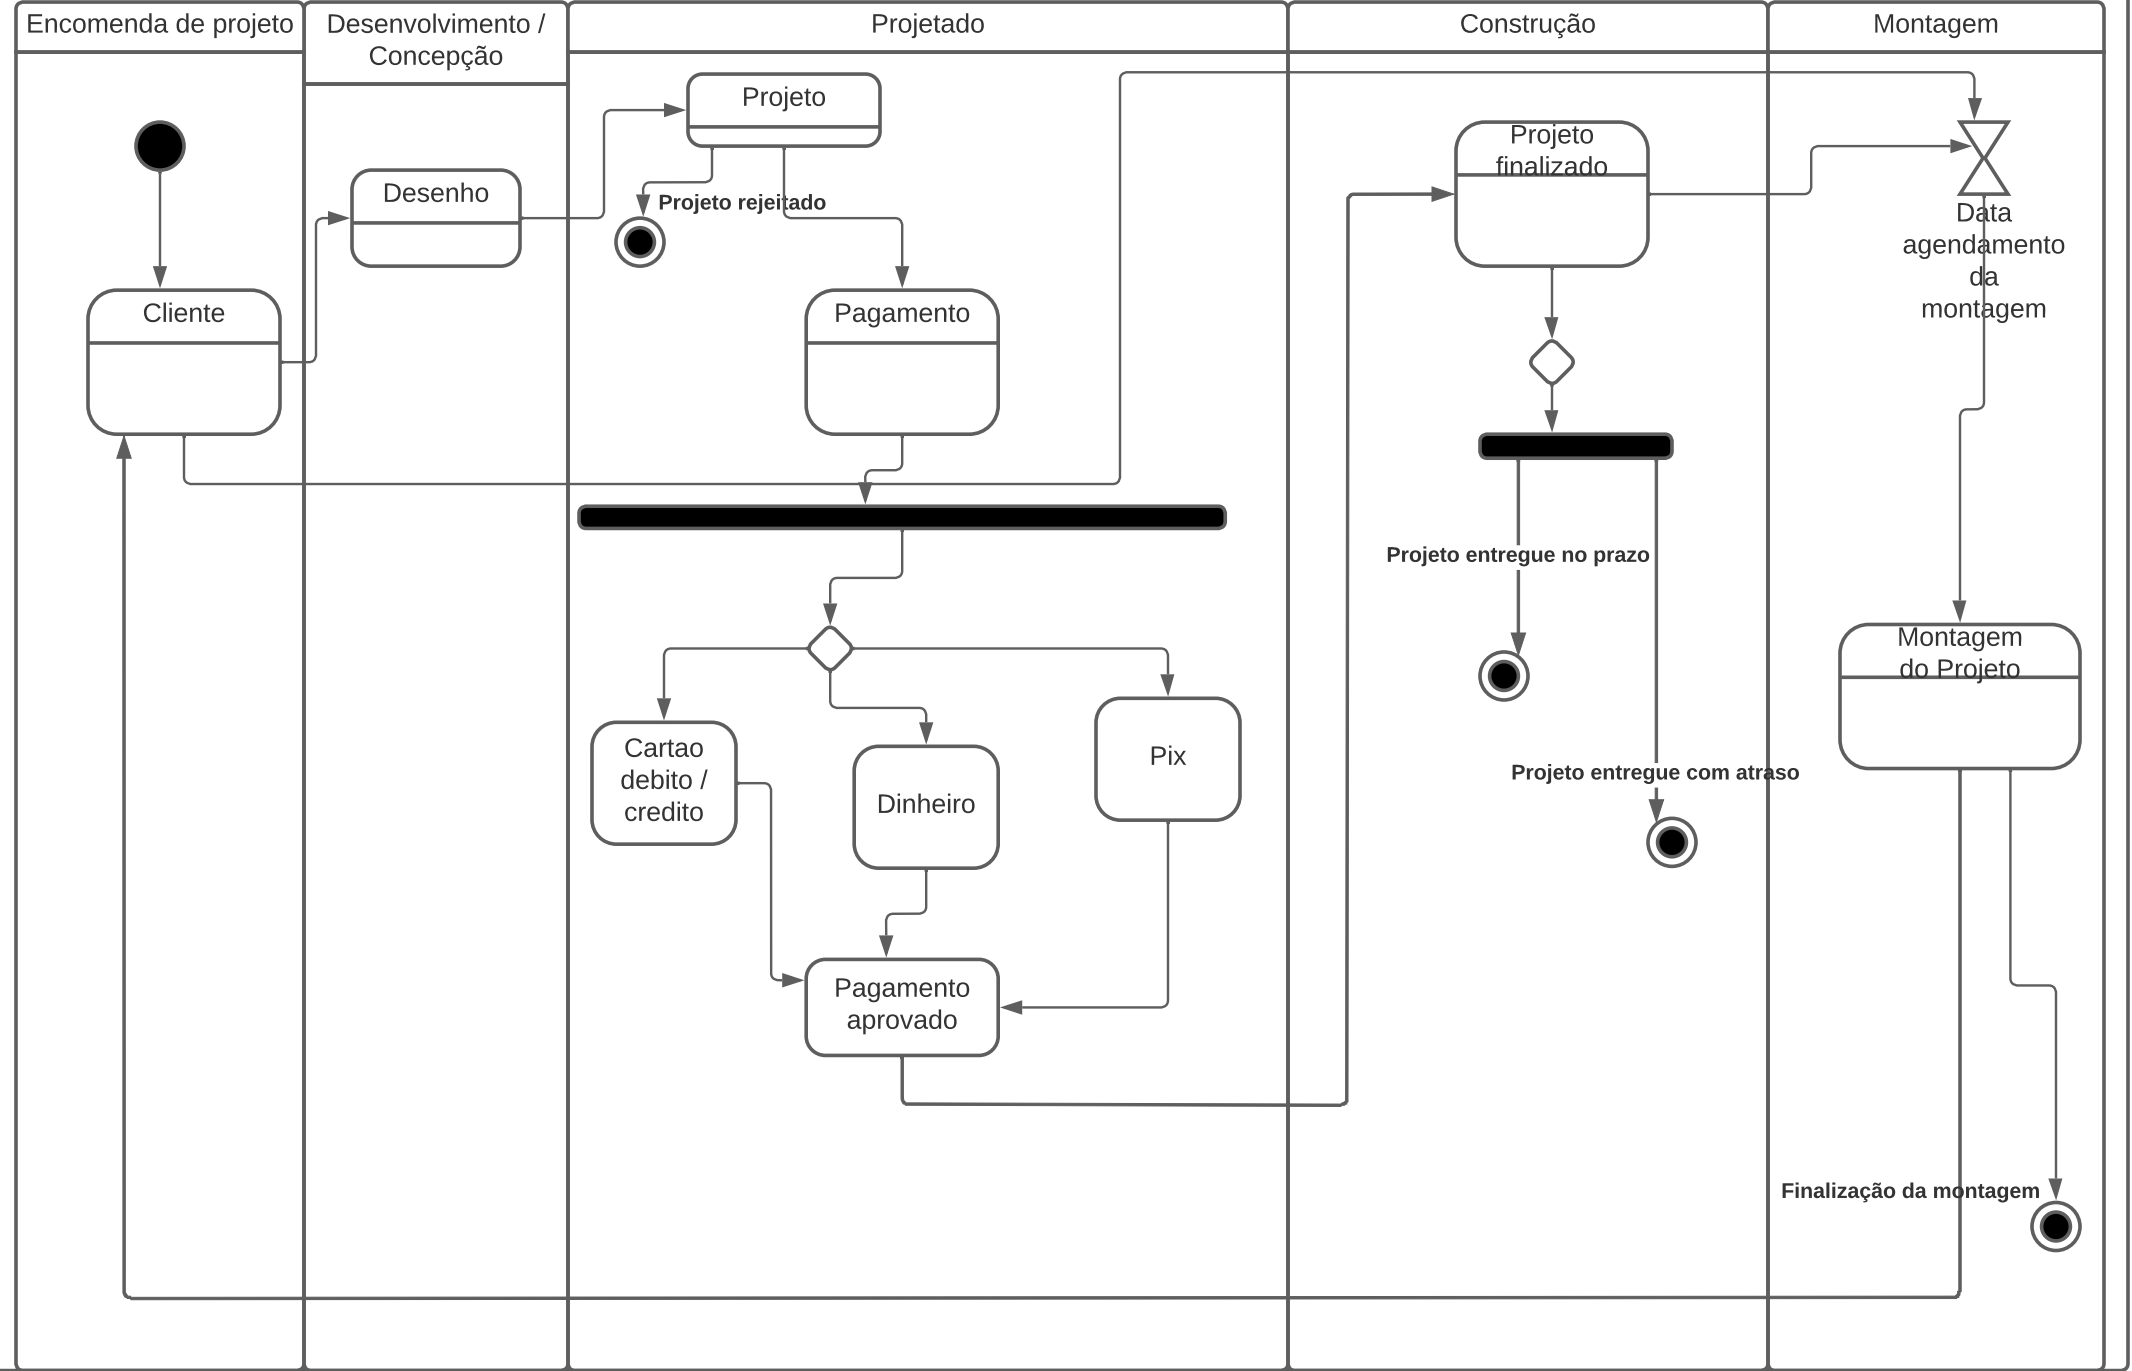 Encomenda de projeto
Desenvolvimento /
Concepção
Projetado
Construção
Montagem
Cliente
Desenho
Projeto
Projeto rejeitado
Pagamento
Cartao
debito /
credito
Dinheiro
Pix
Pagamento
aprovado
Projeto
finalizado
Projeto entregue no prazo
Projeto entregue com atraso
Data
agendamento
da
montagem
Montagem
do Projeto
Finalização da montagem